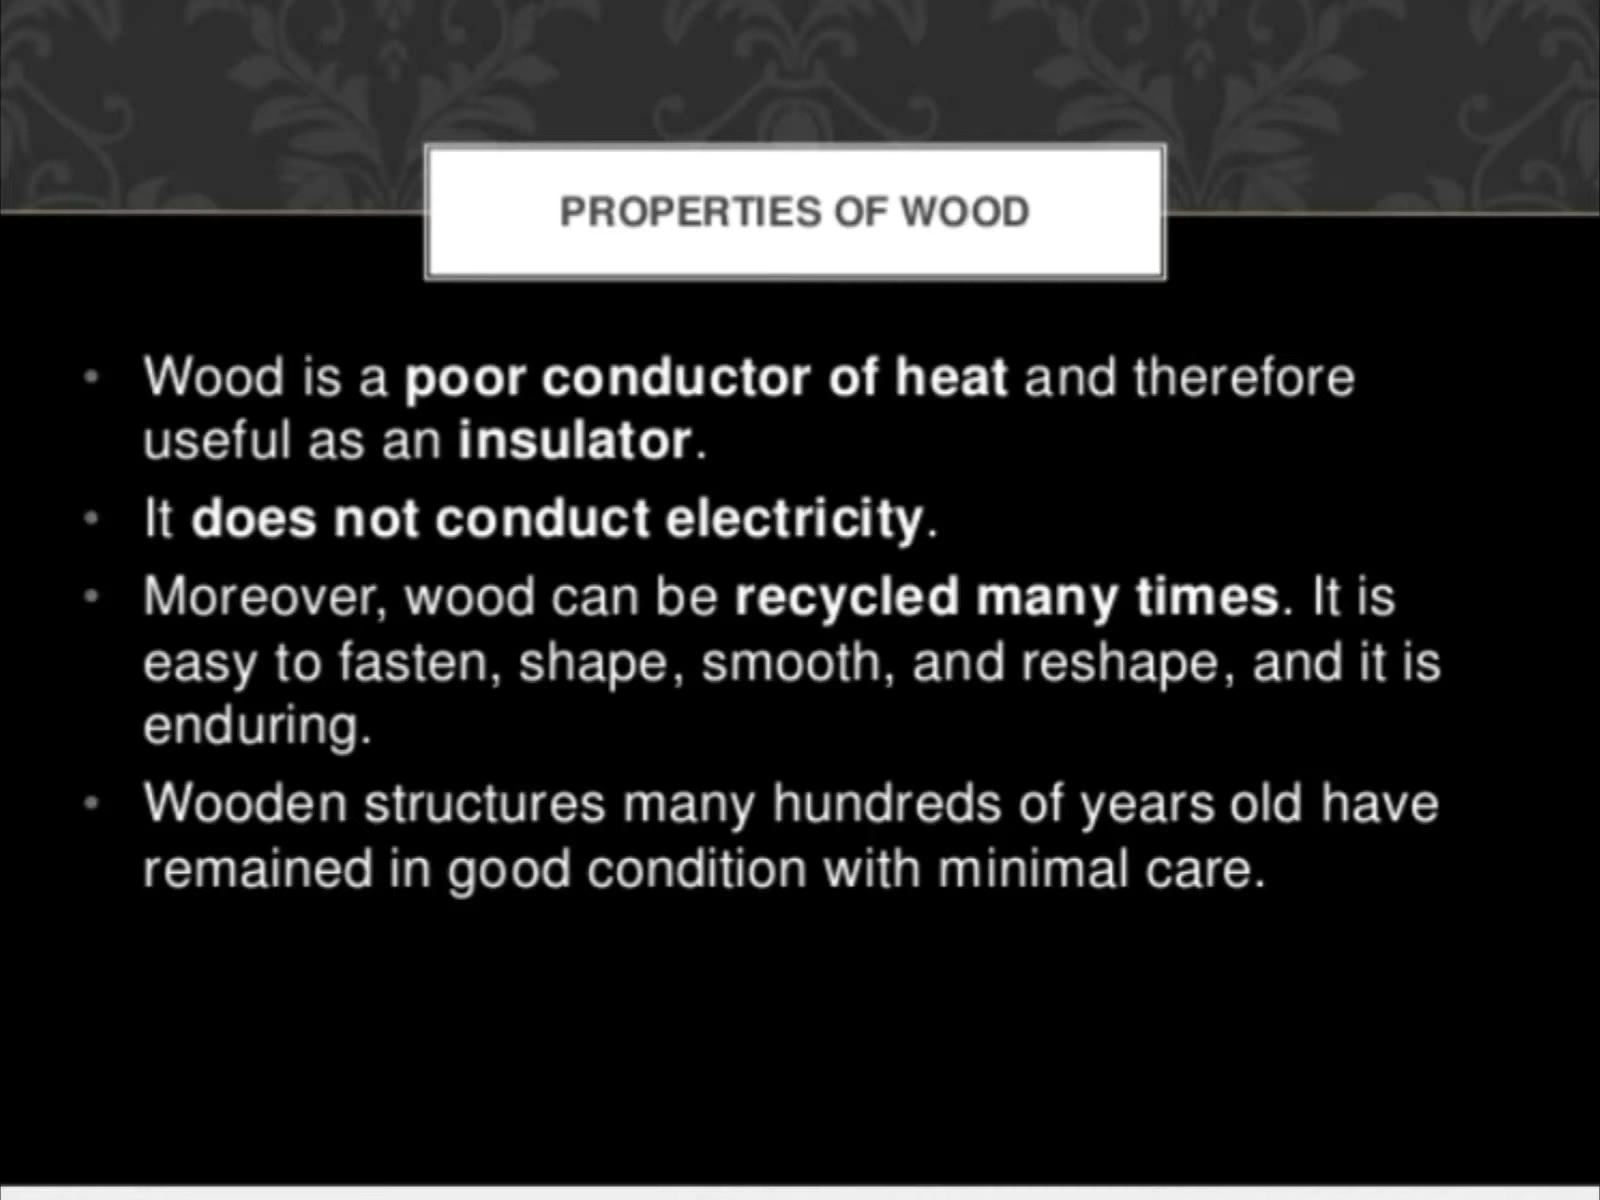 PROPERTIES OF WOOD
• Wood is a poor conductor of heat and therefore
useful as an insulator.
• It does not conduct electricity.
• Moreover, wood can be recycled many times. It is
easy to fasten, shape, smooth, and reshape, and it is
enduring.
• Wooden structures many hundreds of years old have
remained in good condition with minimal care.